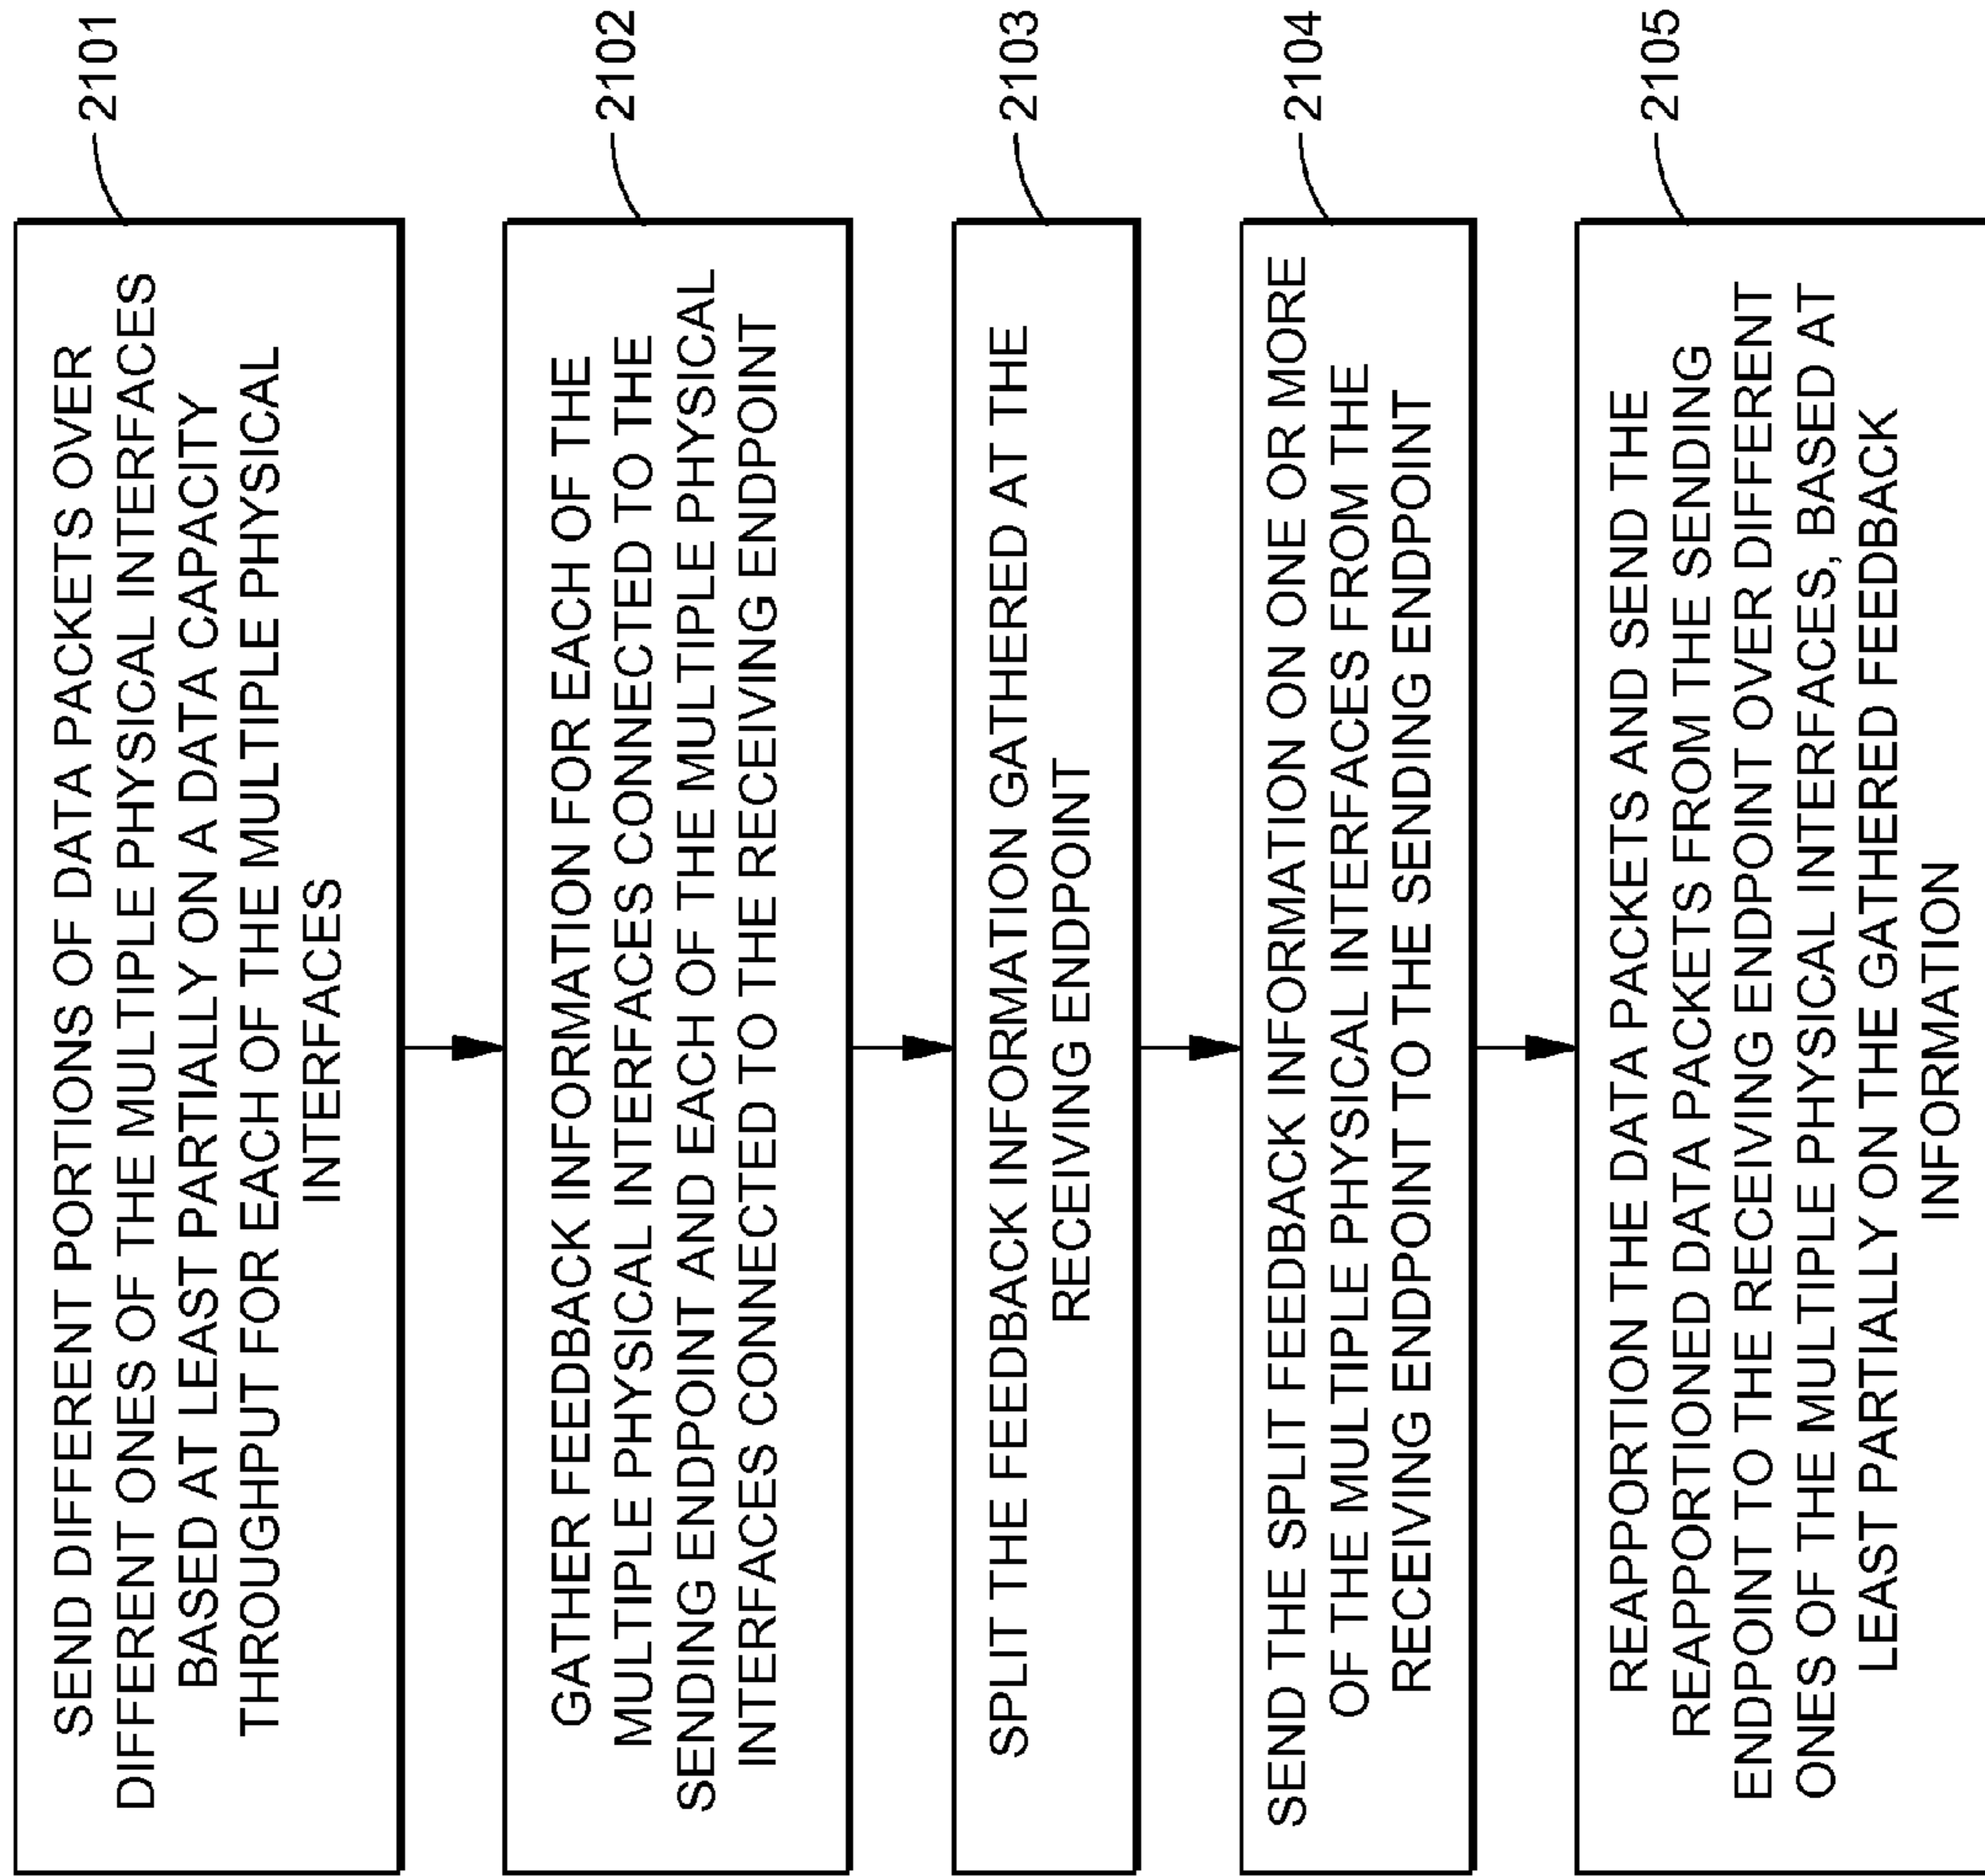 SEND DIFFERENT PORTIONS OF DATA PACKETS OVER
DIFFERENT ONES OF THE MULTIPLE PHYSICAL INTERFACES
BASED AT LEAST PARTIALLY ON A DATA CAPACITY
THROUGHPUT FOR EACH OF THE MULTIPLE PHYSICAL
INTERFACES
2101
GATHER FEEDBACK INFORMATION FOR EACH OF THE
MULTIPLE PHYSICAL INTERFACES CONNECTED TO THE
SENDING ENDPOINT AND EACH OF THE MULTIPLE PHYSICAL
INTERFACES CONNECTED TO THE RECEIVING ENDPOINT
2102
SPLIT THE FEEDBACK INFORMATION GATHERED AT THE
RECEIVING ENDPOINT
2103
SEND THE SPLIT FEEDBACK INFORMATION ON ONE OR MORE
OF THE MULTIPLE PHYSICAL INTERFACES FROM THE
RECEIVING ENDPOINT TO THE SENDING ENDPOINT
2104
REAPPORTION THE DATA PACKETS AND SEND THE
REAPPORTIONED DATA PACKETS FROM THE SENDING
ENDPOINT TO THE RECEIVING ENDPOINT OVER DIFFERENT
ONES OF THE MULTIPLE PHYSICAL INTERFACES, BASED AT
LEAST PARTIALLY ON THE GATHERED FEEDBACK
INFORMATION
2105